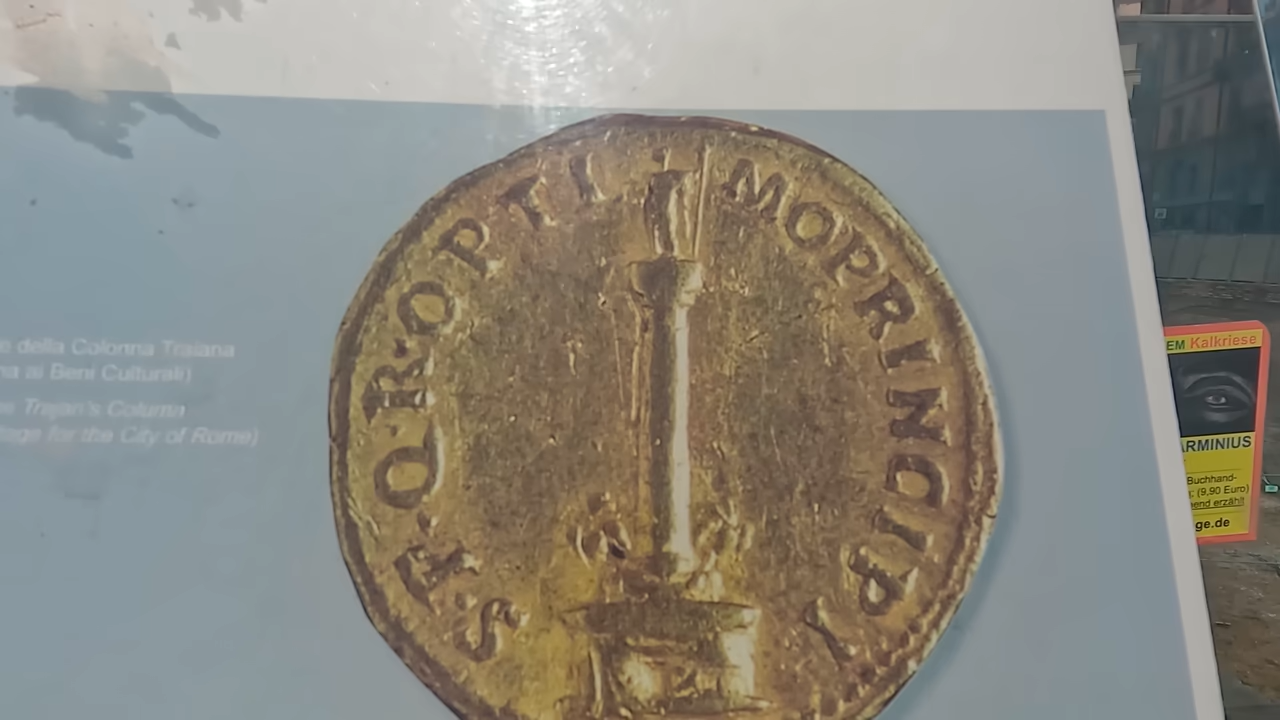 S·P·Q·R·OPTIMO PRINCIPI
e della Colonna Traiana
na ai Beni Culturali)
Trajan's Column
tage for the City of Rome)
EM Kalkriese
ARMINIUS
Buchhand-
; (9,90 Euro)
end erzählt
ge.de